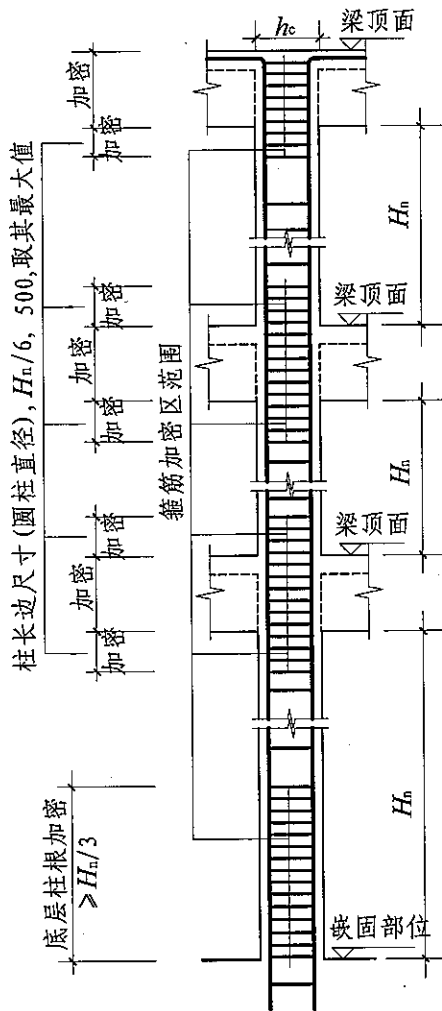 hc
梁顶面
加密
加密
Hn
加密
梁顶面
加密
加密
Hn
加密
梁顶面
加密
加密
Hn
柱长边尺寸(圆柱直径),Hn/6,500,取其最大值
箍筋加密区范围
底层柱根加密
≥Hn/3
嵌固部位